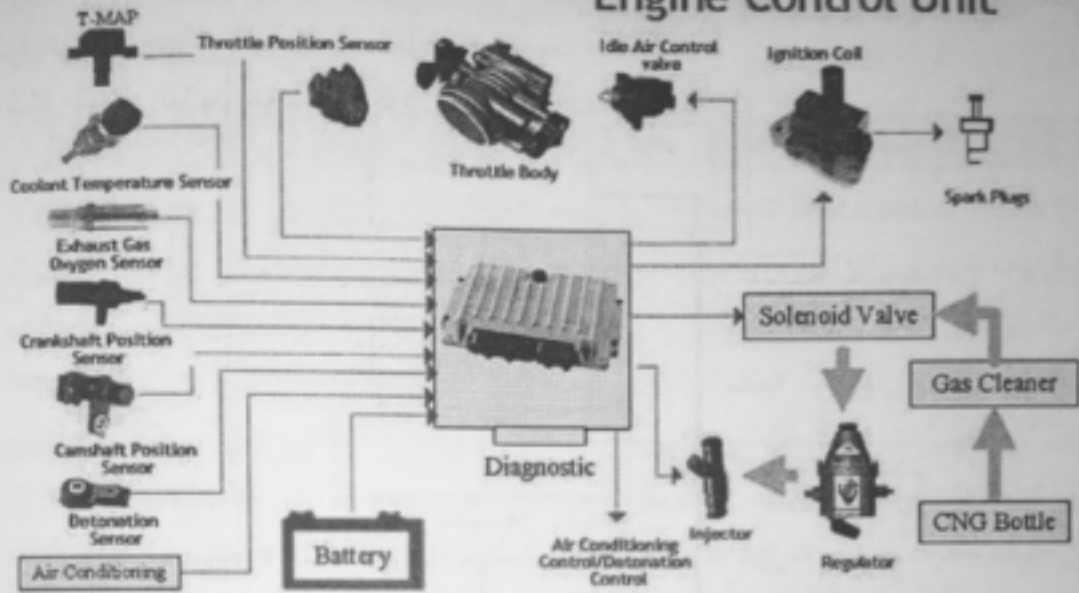 Engine Control Unit
T-MAP
Throttle Position Sensor
Idle Air Control
valve
Ignition Coil
Throttle Body
Spark Plugs
Coolant Temperature Sensor
Exhaust Gas
Oxygen Sensor
Crankshaft Position
Sensor
Camshaft Position
Sensor
Detonation
Sensor
Air Conditioning
Battery
Diagnostic
Air Conditioning
Control/Detonation
Control
Injector
Regulator
Solenoid Valve
Gas Cleaner
CNG Bottle